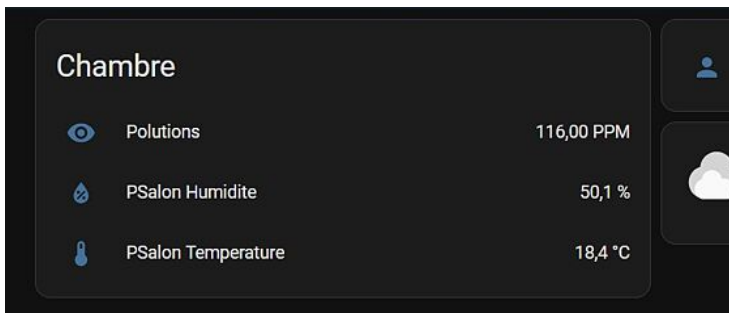 Chambre
Polutions 116,00 PPM
PSalon Humidite 50,1 %
PSalon Temperature 18,4 °C